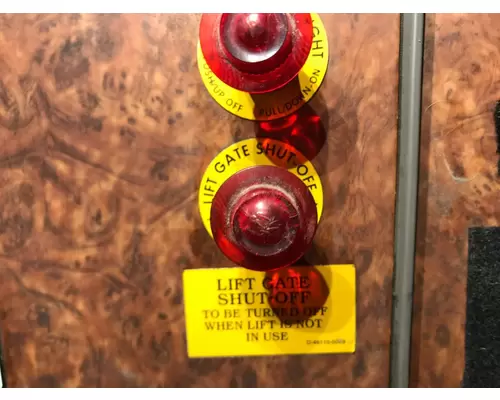 LIGHT
PUSH/UP-OFF PULL/DOWN-ON
LIFT GATE SHUT-OFF
LIFT GATE
SHUT-OFF
TO BE TURNED OFF
WHEN LIFT IS NOT
IN USE